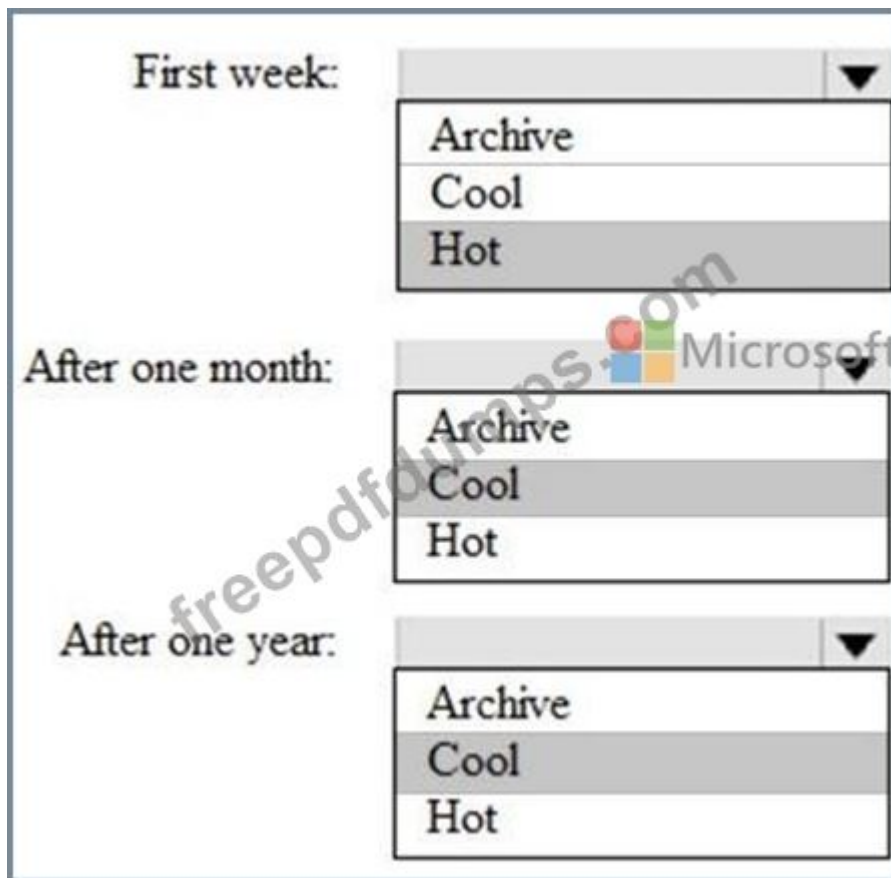 First week:
Archive
Cool
Hot
Microsoft
After one month:
Archive
Cool
Hot
freepdfdumps.com
After one year:
Archive
Cool
Hot